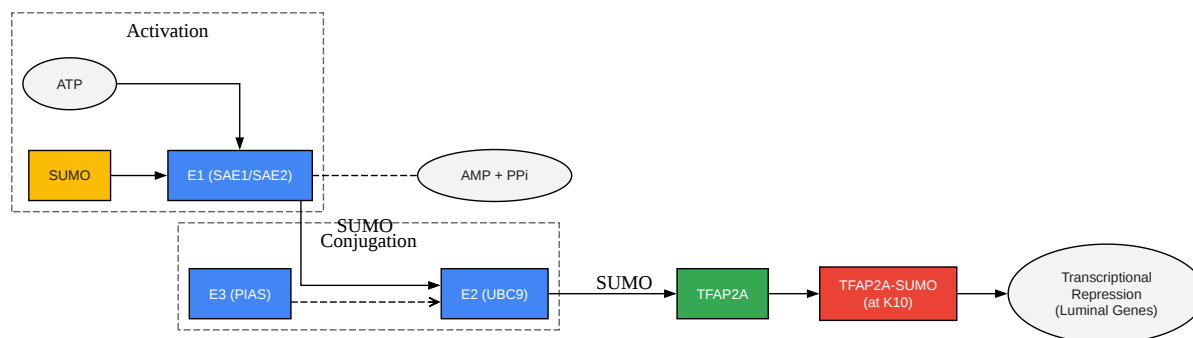 Activation
ATP
SUMO
E1 (SAE1/SAE2)
AMP + PPi
SUMO
Conjugation
E3 (PIAS)
E2 (UBC9)
SUMO
TFAP2A
TFAP2A-SUMO
(at K10)
Transcriptional
Repression
(Luminal Genes)